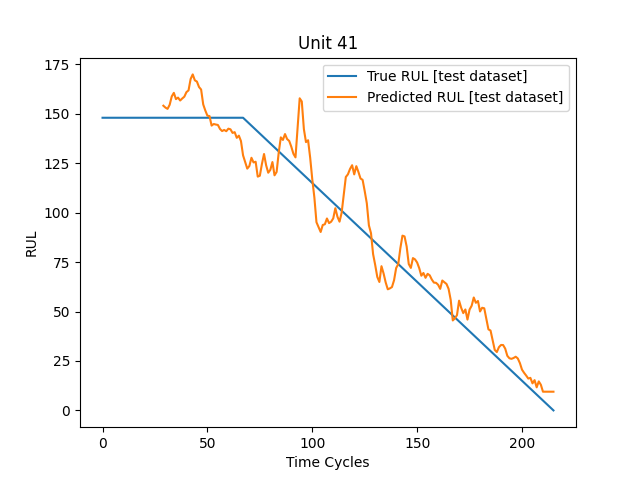 Unit 41
True RUL [test dataset]
Predicted RUL [test dataset]
175
150
125
100
75
50
25
0
RUL
0 50 100 150 200
Time Cycles